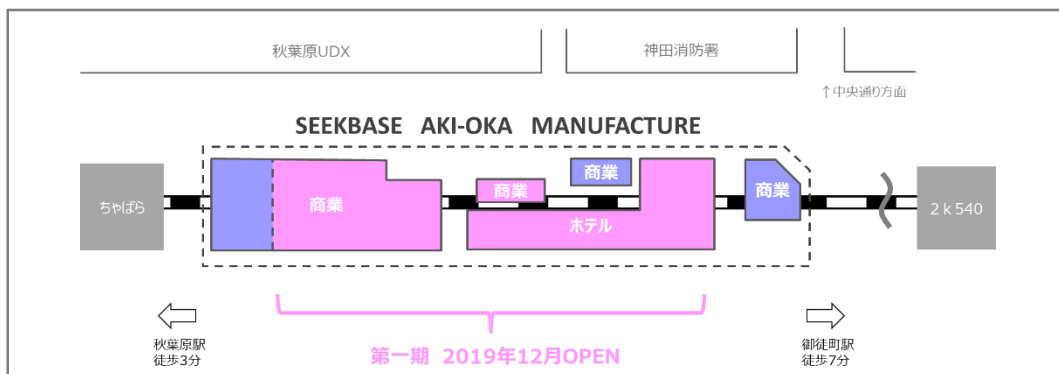 秋葉原UDX
神田消防署
↑中央通り方面
SEEKBASE AKI-OKA MANUFACTURE
ちゃばら
商業
商業
商業
商業
ホテル
2k540
秋葉原駅
徒歩3分
第一期 2019年12月OPEN
御徒町駅
徒歩7分